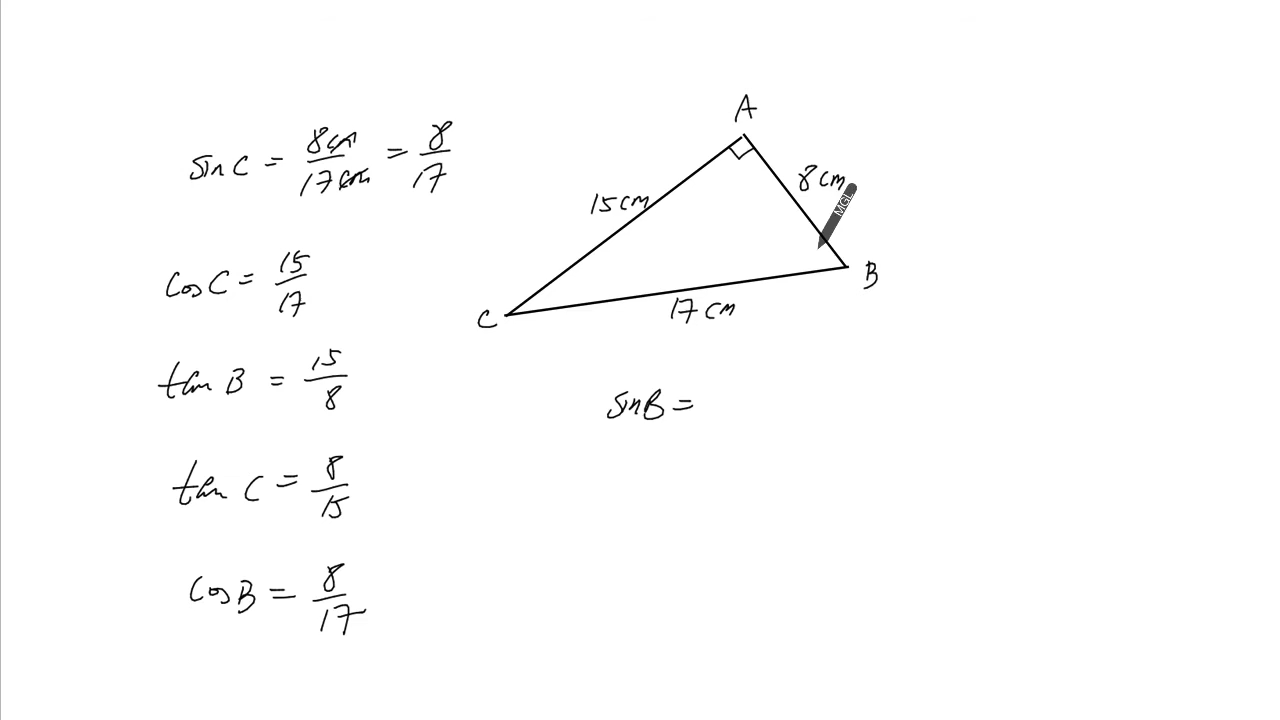 sin C = 8cm/17cm = 8/17
cos C = 15/17
tan B = 15/8
tan C = 8/15
cos B = 8/17
A
15cm
8cm
MGL
B
C
17cm
sin B =